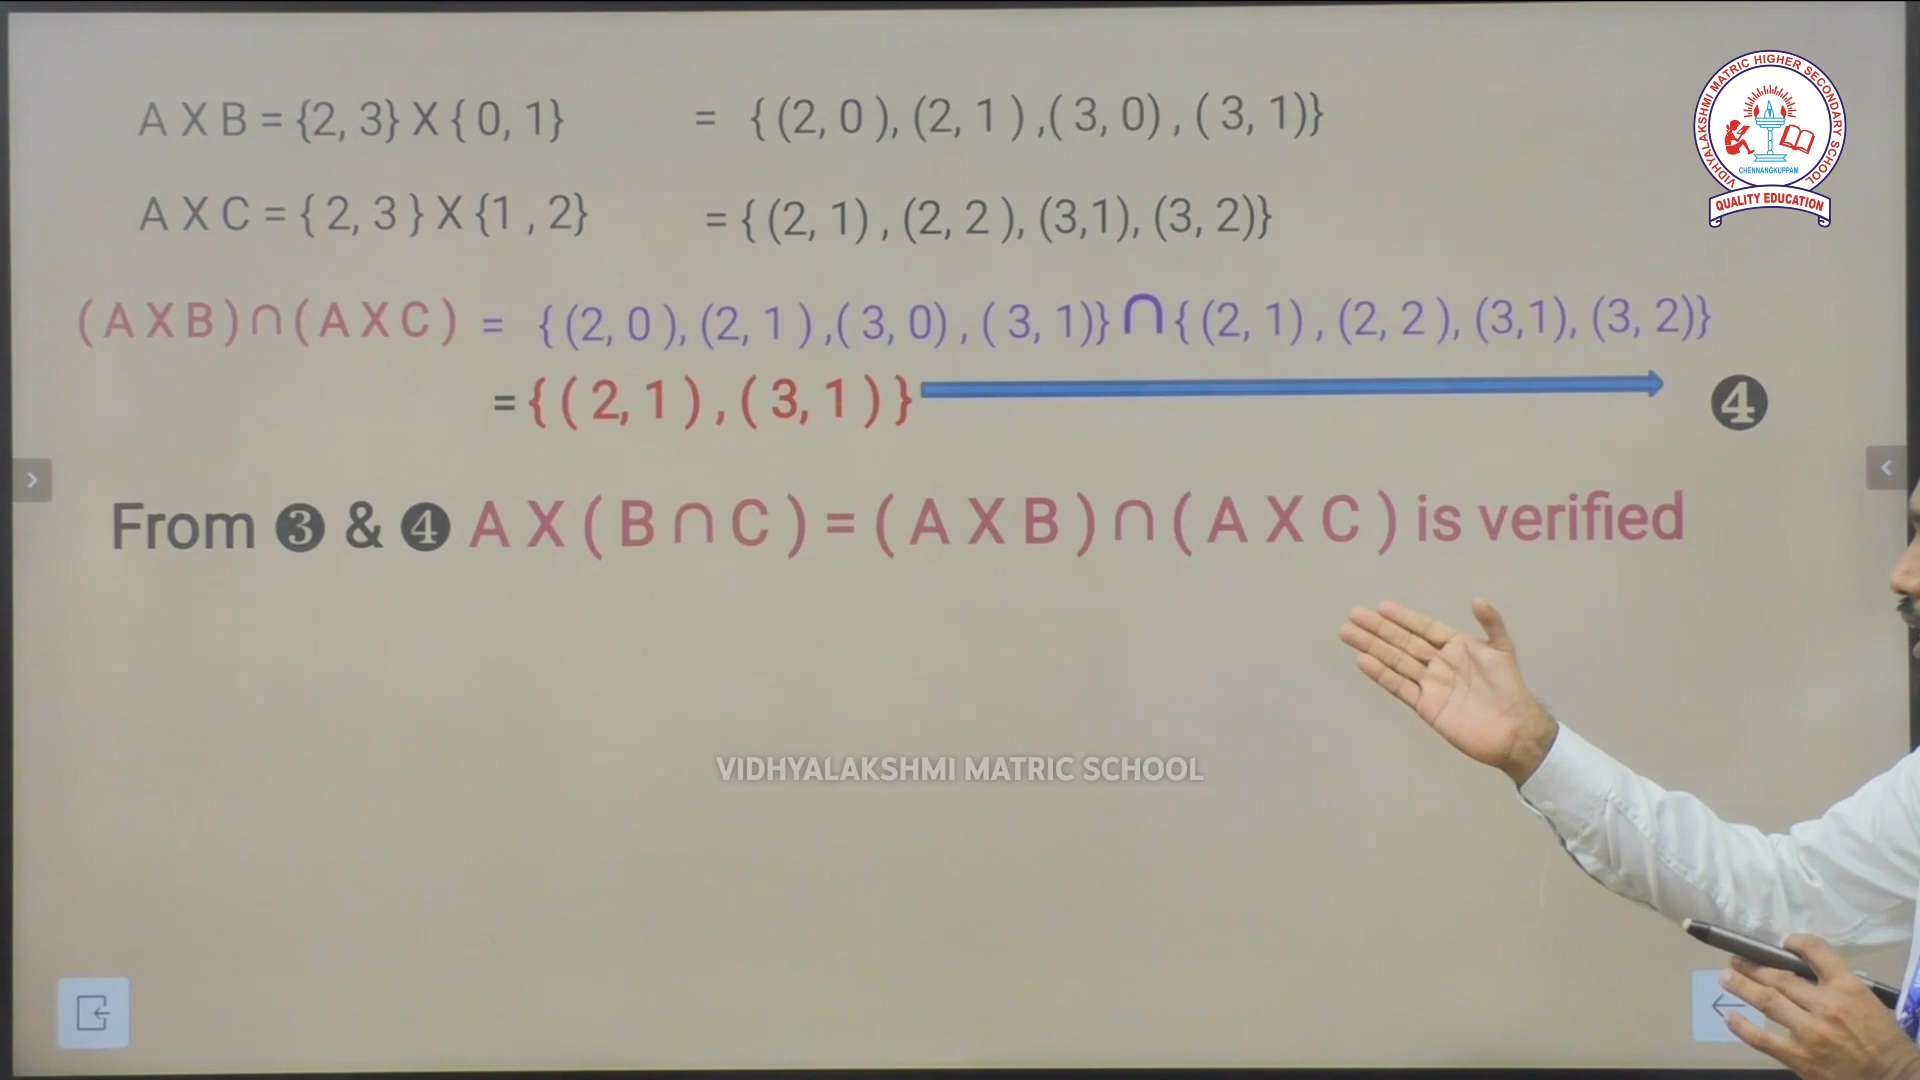 A X B = {2, 3} X { 0, 1} = { (2, 0 ), (2, 1 ) ,( 3, 0) , ( 3, 1)}
A X C = { 2, 3 } X {1 , 2} = { (2, 1) , (2, 2 ), (3,1), (3, 2)}
( A X B ) ∩ ( A X C ) = { (2, 0 ), (2, 1 ) ,( 3, 0) , ( 3, 1)} ∩ { (2, 1) , (2, 2 ), (3,1), (3, 2)}
= { ( 2, 1 ) , ( 3, 1 ) } ❹
From ❸ & ❹ A X ( B ∩ C ) = ( A X B ) ∩ ( A X C ) is verified
VIDHYALAKSHMI MATRIC SCHOOL
VIDHYALAKSHMI MATRIC HIGHER SECONDARY SCHOOL
CHENNANGKUPPAM
QUALITY EDUCATION